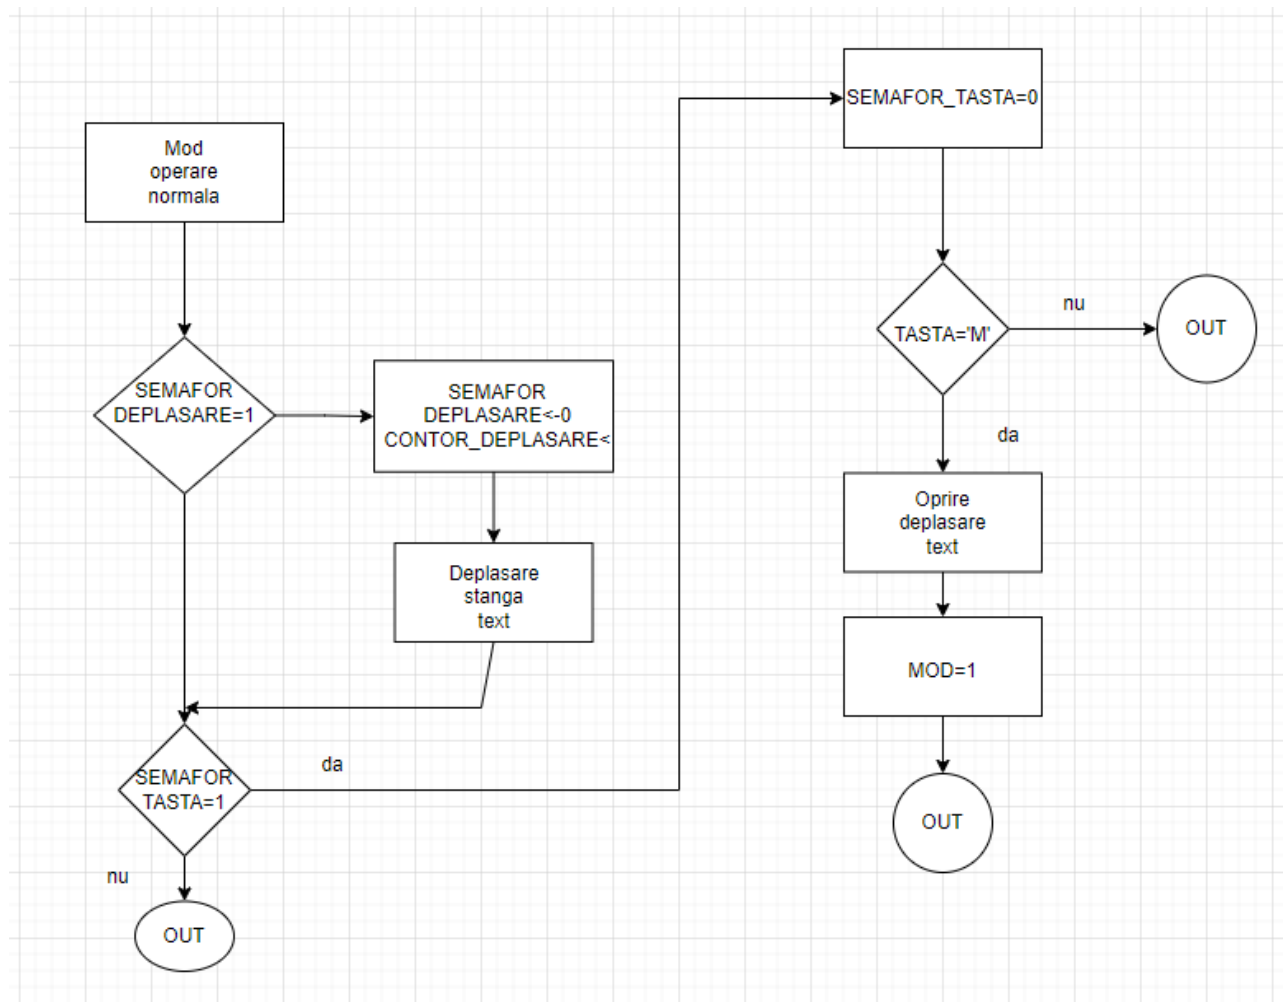 Mod
operare
normala
SEMAFOR
DEPLASARE=1
SEMAFOR
DEPLASARE<-0
CONTOR_DEPLASARE<
Deplasare
stanga
text
SEMAFOR
TASTA=1
da
nu
OUT
SEMAFOR_TASTA=0
TASTA='M'
nu
OUT
da
Oprire
deplasare
text
MOD=1
OUT